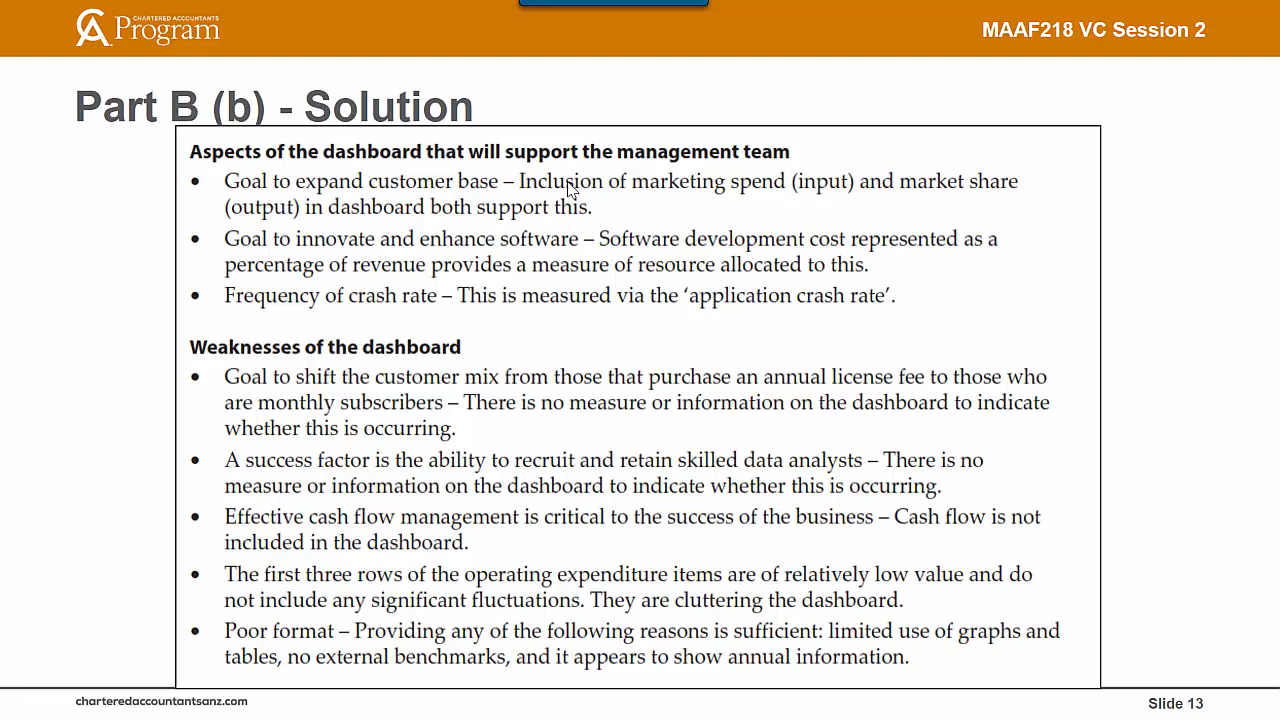 CHARTERED ACCOUNTANTS
Program
MAAF218 VC Session 2
Part B (b) - Solution
Aspects of the dashboard that will support the management team
• Goal to expand customer base – Inclusion of marketing spend (input) and market share
(output) in dashboard both support this.
• Goal to innovate and enhance software – Software development cost represented as a
percentage of revenue provides a measure of resource allocated to this.
• Frequency of crash rate – This is measured via the ‘application crash rate’.
Weaknesses of the dashboard
• Goal to shift the customer mix from those that purchase an annual license fee to those who
are monthly subscribers – There is no measure or information on the dashboard to indicate
whether this is occurring.
• A success factor is the ability to recruit and retain skilled data analysts – There is no
measure or information on the dashboard to indicate whether this is occurring.
• Effective cash flow management is critical to the success of the business – Cash flow is not
included in the dashboard.
• The first three rows of the operating expenditure items are of relatively low value and do
not include any significant fluctuations. They are cluttering the dashboard.
• Poor format – Providing any of the following reasons is sufficient: limited use of graphs and
tables, no external benchmarks, and it appears to show annual information.
charteredaccountantsanz.com
Slide 13